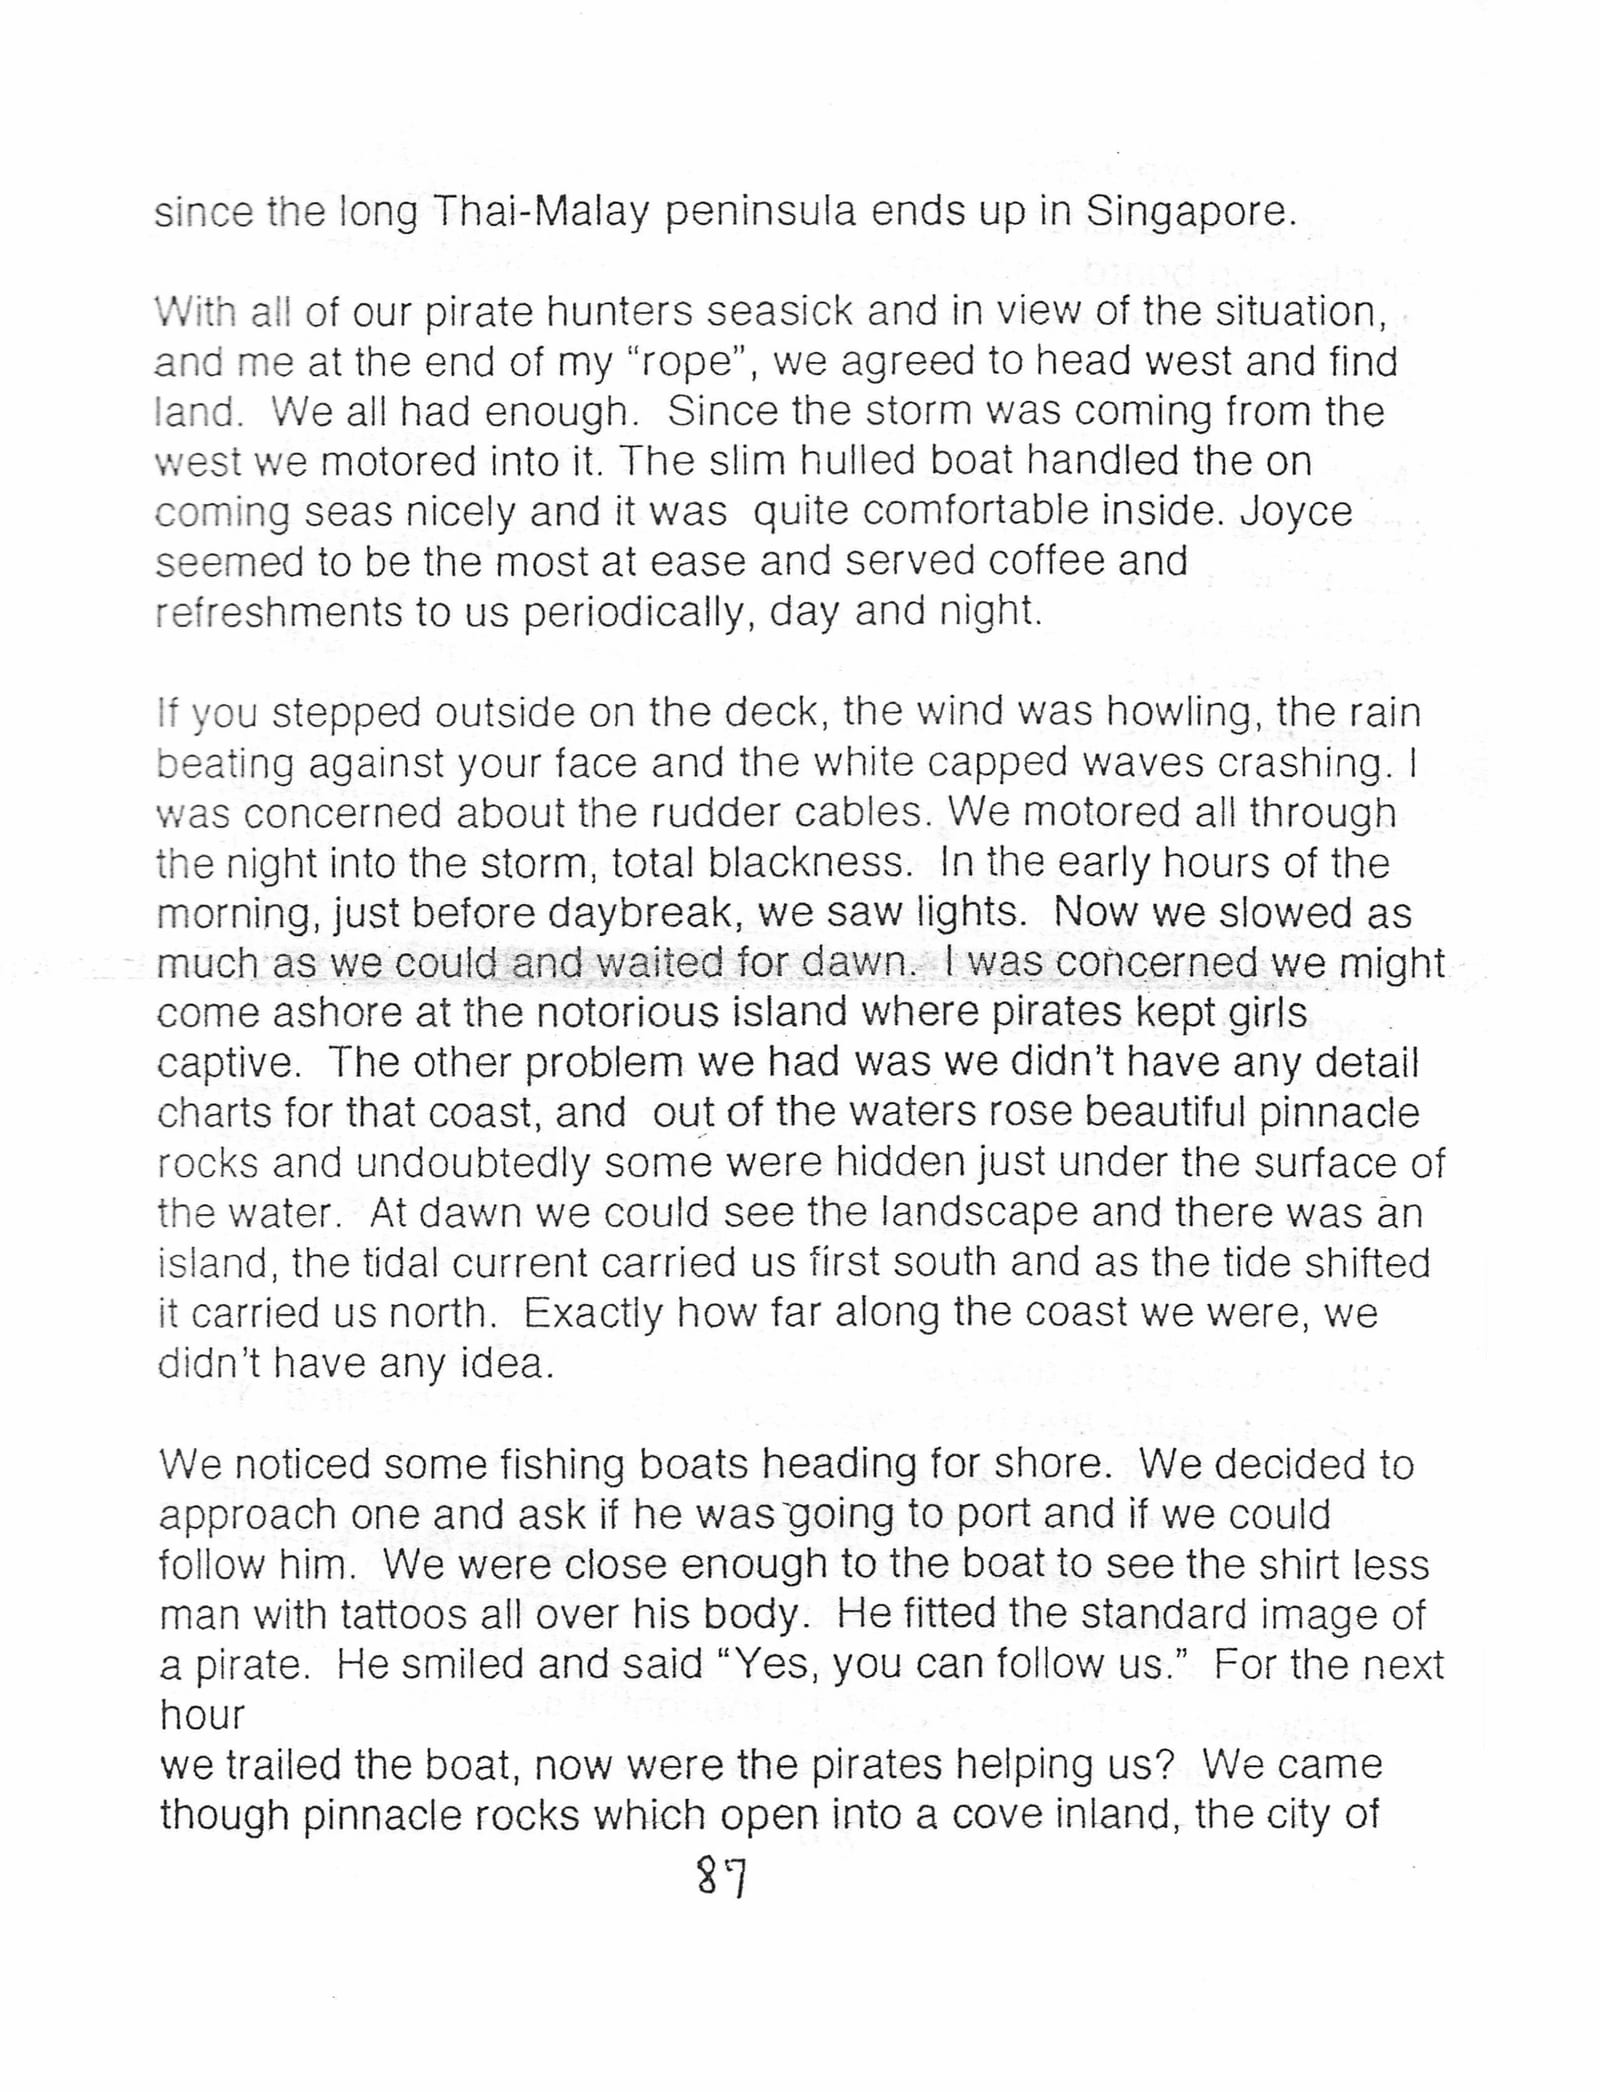 since the long Thai-Malay peninsula ends up in Singapore.
With all of our pirate hunters seasick and in view of the situation,
and me at the end of my “rope”, we agreed to head west and find
land. We all had enough. Since the storm was coming from the
west we motored into it. The slim hulled boat handled the on
coming seas nicely and it was quite comfortable inside. Joyce
seemed to be the most at ease and served coffee and
refreshments to us periodically, day and night.
If you stepped outside on the deck, the wind was howling, the rain
beating against your face and the white capped waves crashing. I
was concerned about the rudder cables. We motored all through
the night into the storm, total blackness. In the early hours of the
morning, just before daybreak, we saw lights. Now we slowed as
much as we could and waited for dawn. I was concerned we might
come ashore at the notorious island where pirates kept girls
captive. The other problem we had was we didn’t have any detail
charts for that coast, and out of the waters rose beautiful pinnacle
rocks and undoubtedly some were hidden just under the surface of
the water. At dawn we could see the landscape and there was an
island, the tidal current carried us first south and as the tide shifted
it carried us north. Exactly how far along the coast we were, we
didn’t have any idea.
We noticed some fishing boats heading for shore. We decided to
approach one and ask if he was going to port and if we could
follow him. We were close enough to the boat to see the shirt less
man with tattoos all over his body. He fitted the standard image of
a pirate. He smiled and said “Yes, you can follow us.” For the next
hour
we trailed the boat, now were the pirates helping us? We came
though pinnacle rocks which open into a cove inland, the city of
87